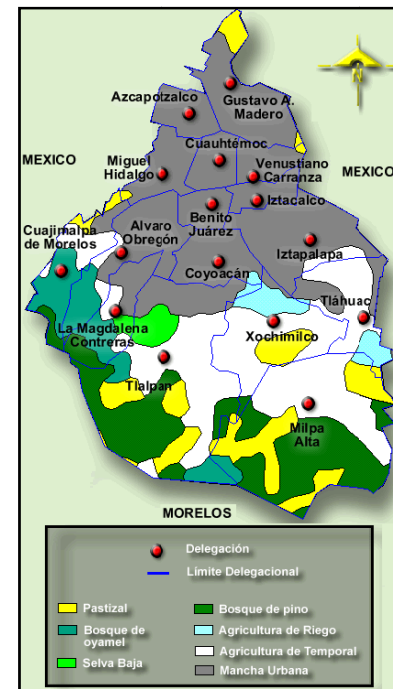 N
Azcapotzalco
Gustavo A.
Madero
Cuauhtémoc
MEXICO
Miguel
Hidalgo
Venustiano
Carranza
MEXICO
Benito
Juárez
Iztacalco
Cuajimalpa
de Morelos
Alvaro
Obregón
Coyoacán
Iztapalapa
Tláhuac
La Magdalena
Contreras
Xochimilco
Tlalpan
Milpa
Alta
MORELOS
Delegación
Límite Delegacional
Pastizal
Bosque de
oyamel
Selva Baja
Bosque de pino
Agricultura de Riego
Agricultura de Temporal
Mancha Urbana